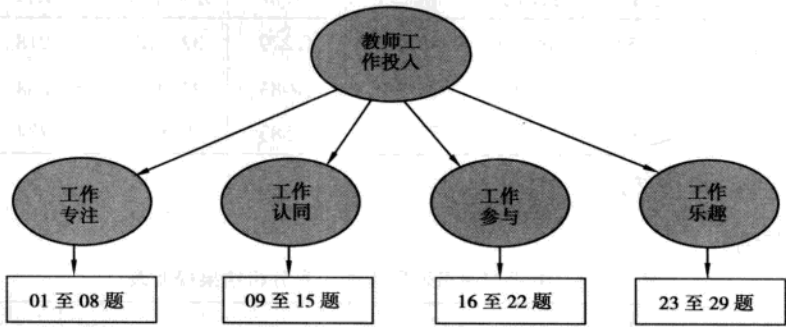 教师工
作投入
工作
专注
工作
认同
工作
参与
工作
乐趣
01 至 08 题
09 至 15 题
16 至 22 题
23 至 29 题